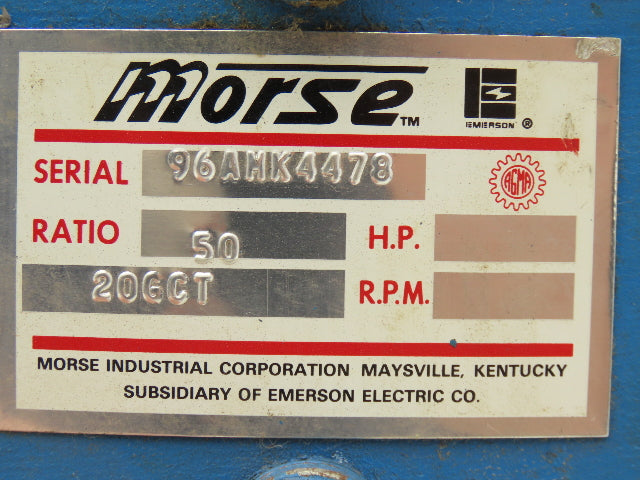 morse™
EMERSON®
SERIAL 96AMK4478
AGMA
RATIO 50 H.P.
20GCT R.P.M.
MORSE INDUSTRIAL CORPORATION MAYSVILLE, KENTUCKY
SUBSIDIARY OF EMERSON ELECTRIC CO.